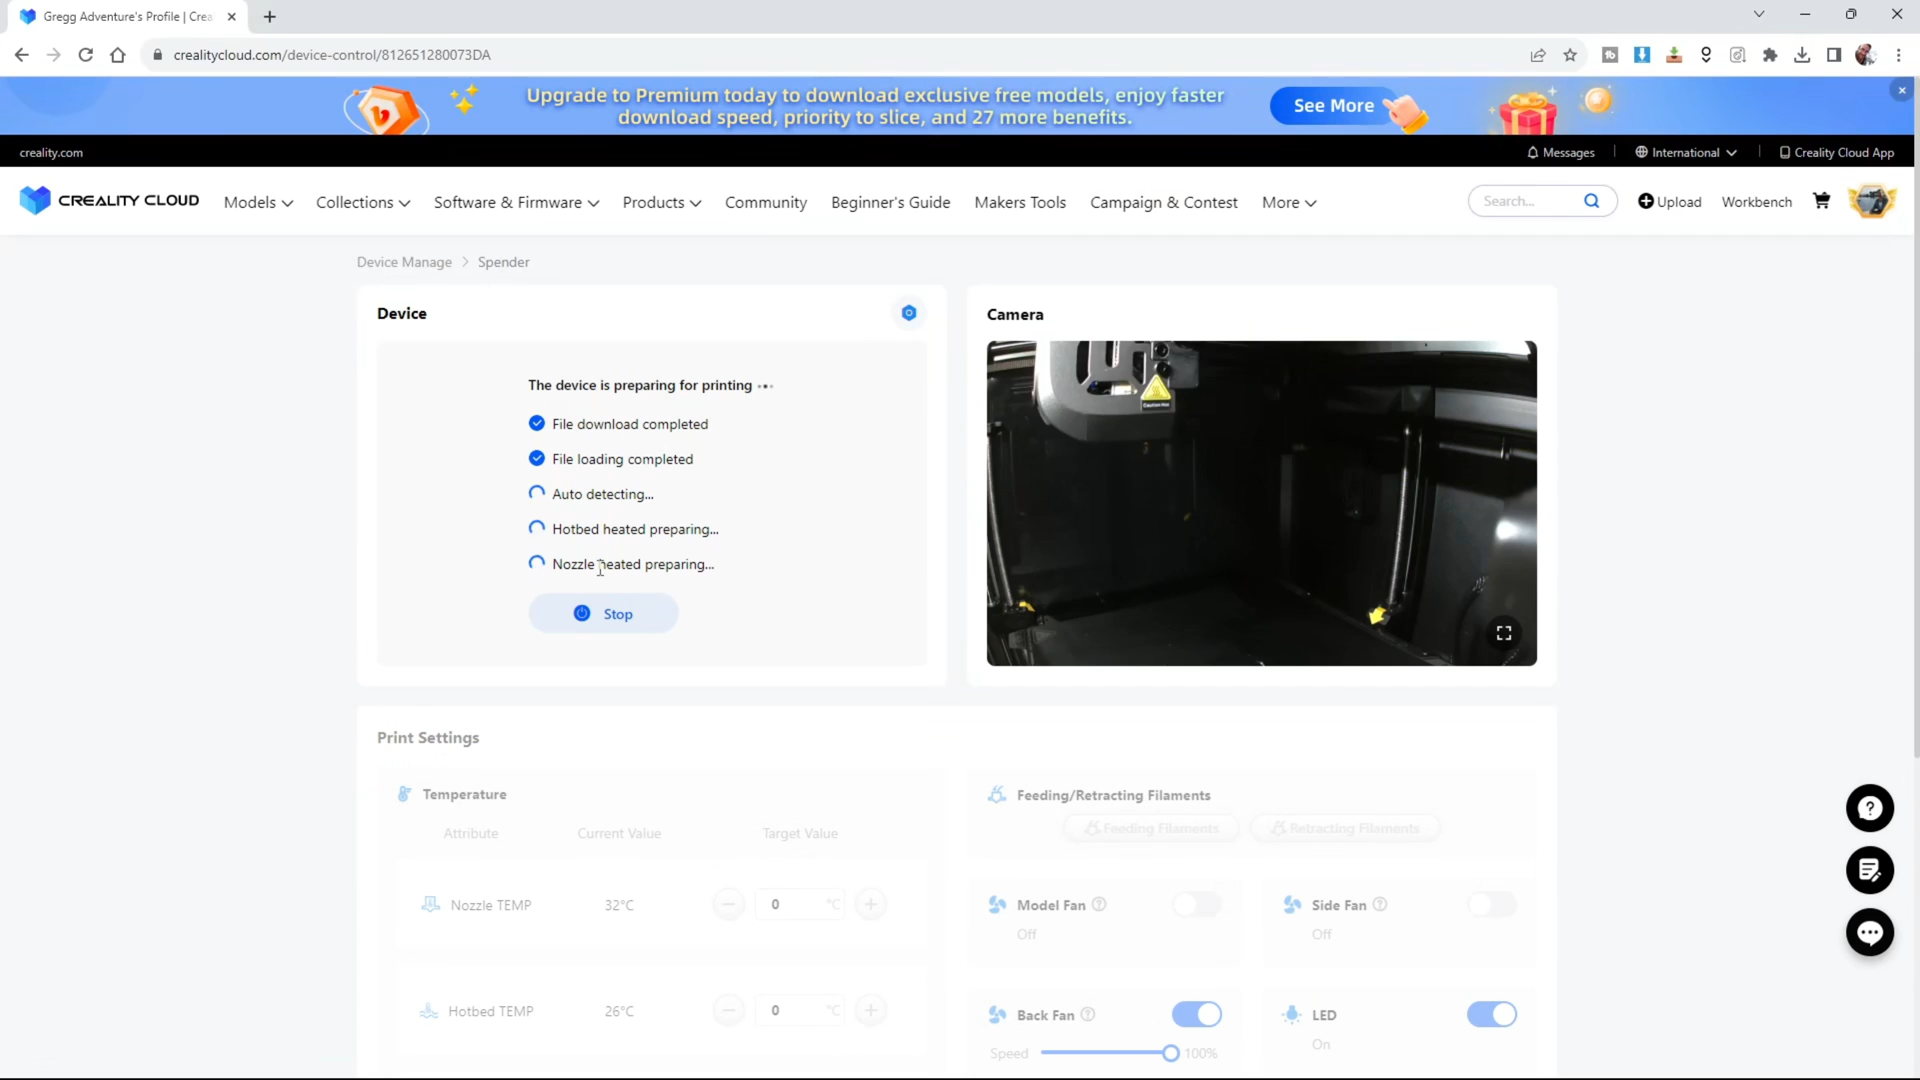 Gregg Adventure's Profile | Crea
crealitycloud.com/device-control/812651280073DA
Upgrade to Premium today to download exclusive free models, enjoy faster
download speed, priority to slice, and 27 more benefits.
See More
creality.com
Messages
International
Creality Cloud App
CREALITY CLOUD
Models
Collections
Software & Firmware
Products
Community
Beginner's Guide
Makers Tools
Campaign & Contest
More
Search...
Upload
Workbench
Device Manage > Spender
Device
The device is preparing for printing
File download completed
File loading completed
Auto detecting...
Hotbed heated preparing...
Nozzle heated preparing...
Stop
Camera
Caution Hot
Print Settings
Temperature
Attribute
Current Value
Target Value
Nozzle TEMP
32°C
0 °C
Hotbed TEMP
26°C
0 °C
Feeding/Retracting Filaments
Feeding Filaments
Retracting Filaments
Model Fan
Off
Side Fan
Off
Back Fan
Speed
100%
LED
On